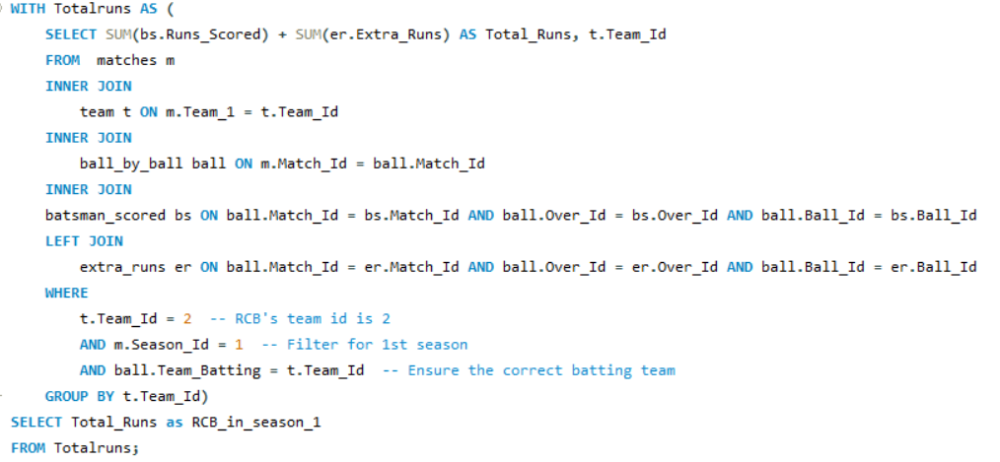 WITH Totalruns AS (
SELECT SUM(bs.Runs_Scored) + SUM(er.Extra_Runs) AS Total_Runs, t.Team_Id
FROM matches m
INNER JOIN
team t ON m.Team_1 = t.Team_Id
INNER JOIN
ball_by_ball ball ON m.Match_Id = ball.Match_Id
INNER JOIN
batsman_scored bs ON ball.Match_Id = bs.Match_Id AND ball.Over_Id = bs.Over_Id AND ball.Ball_Id = bs.Ball_Id
LEFT JOIN
extra_runs er ON ball.Match_Id = er.Match_Id AND ball.Over_Id = er.Over_Id AND ball.Ball_Id = er.Ball_Id
WHERE
t.Team_Id = 2 -- RCB's team id is 2
AND m.Season_Id = 1 -- Filter for 1st season
AND ball.Team_Batting = t.Team_Id -- Ensure the correct batting team
GROUP BY t.Team_Id)
SELECT Total_Runs as RCB_in_season_1
FROM Totalruns;